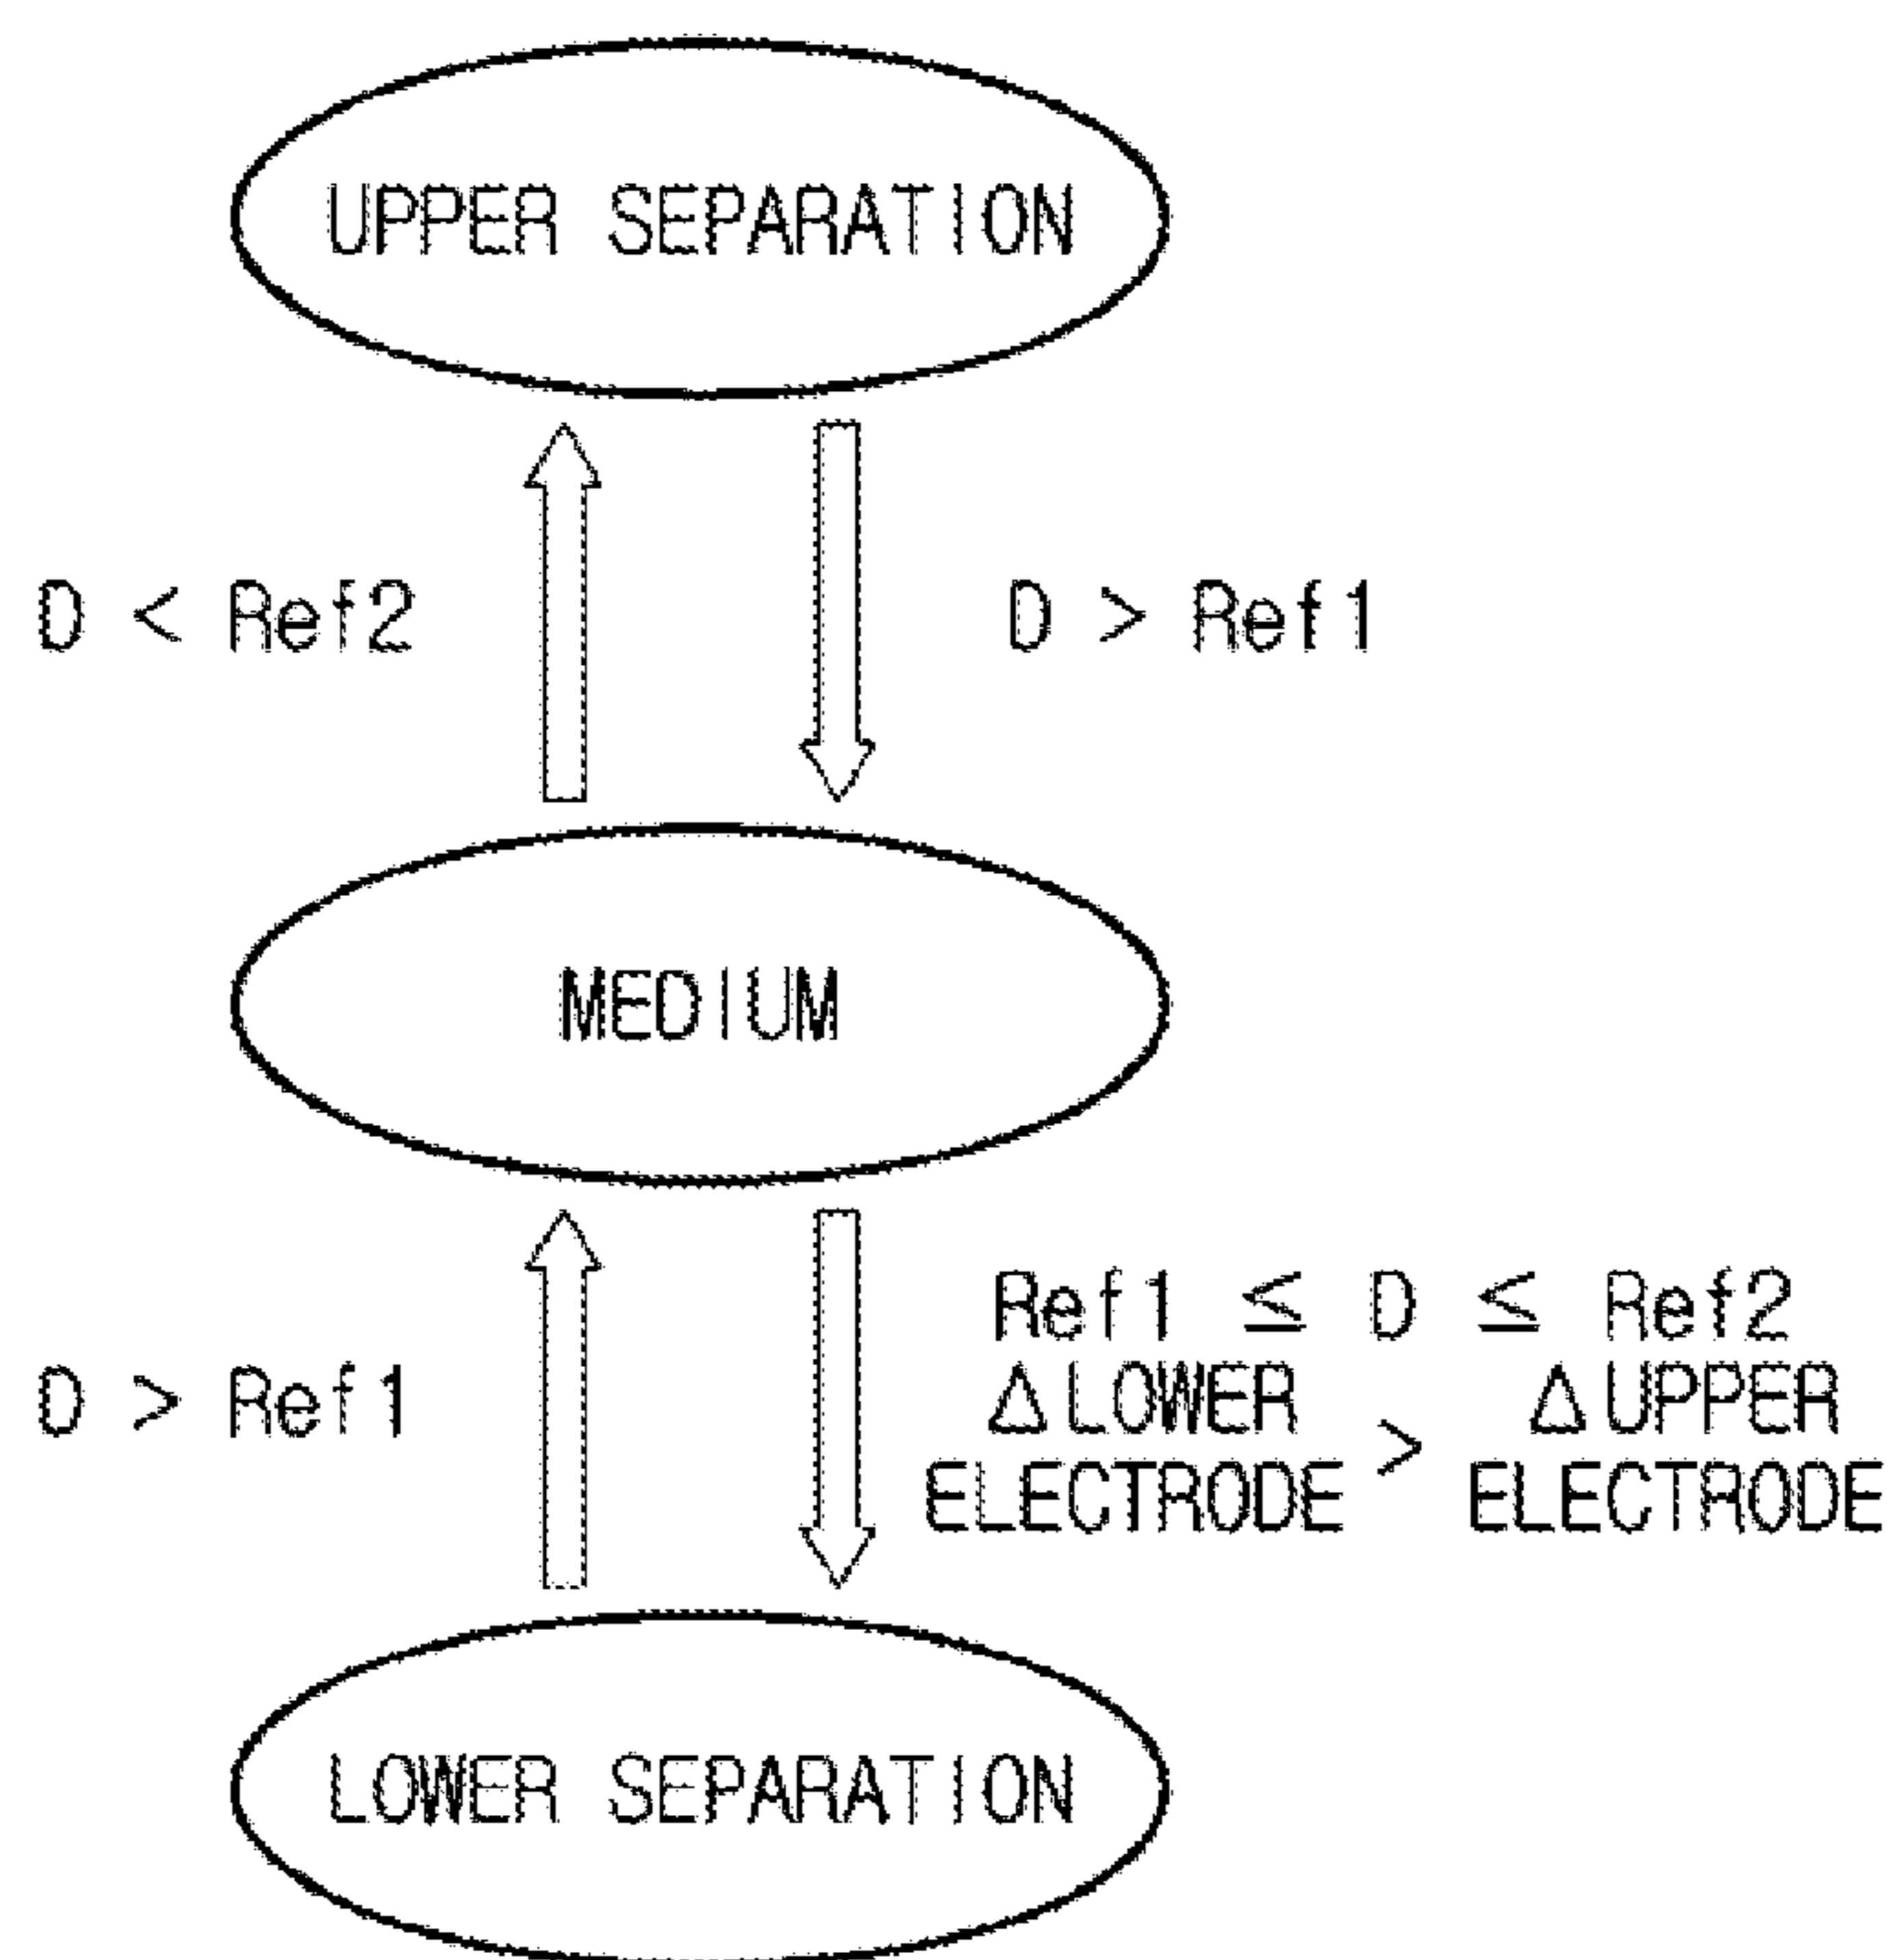 UPPER SEPARATION
D < Ref2
D > Ref1
MEDIUM
D > Ref1
Ref1 ≤ D ≤ Ref2
ΔLOWER ELECTRODE > ΔUPPER ELECTRODE
LOWER SEPARATION